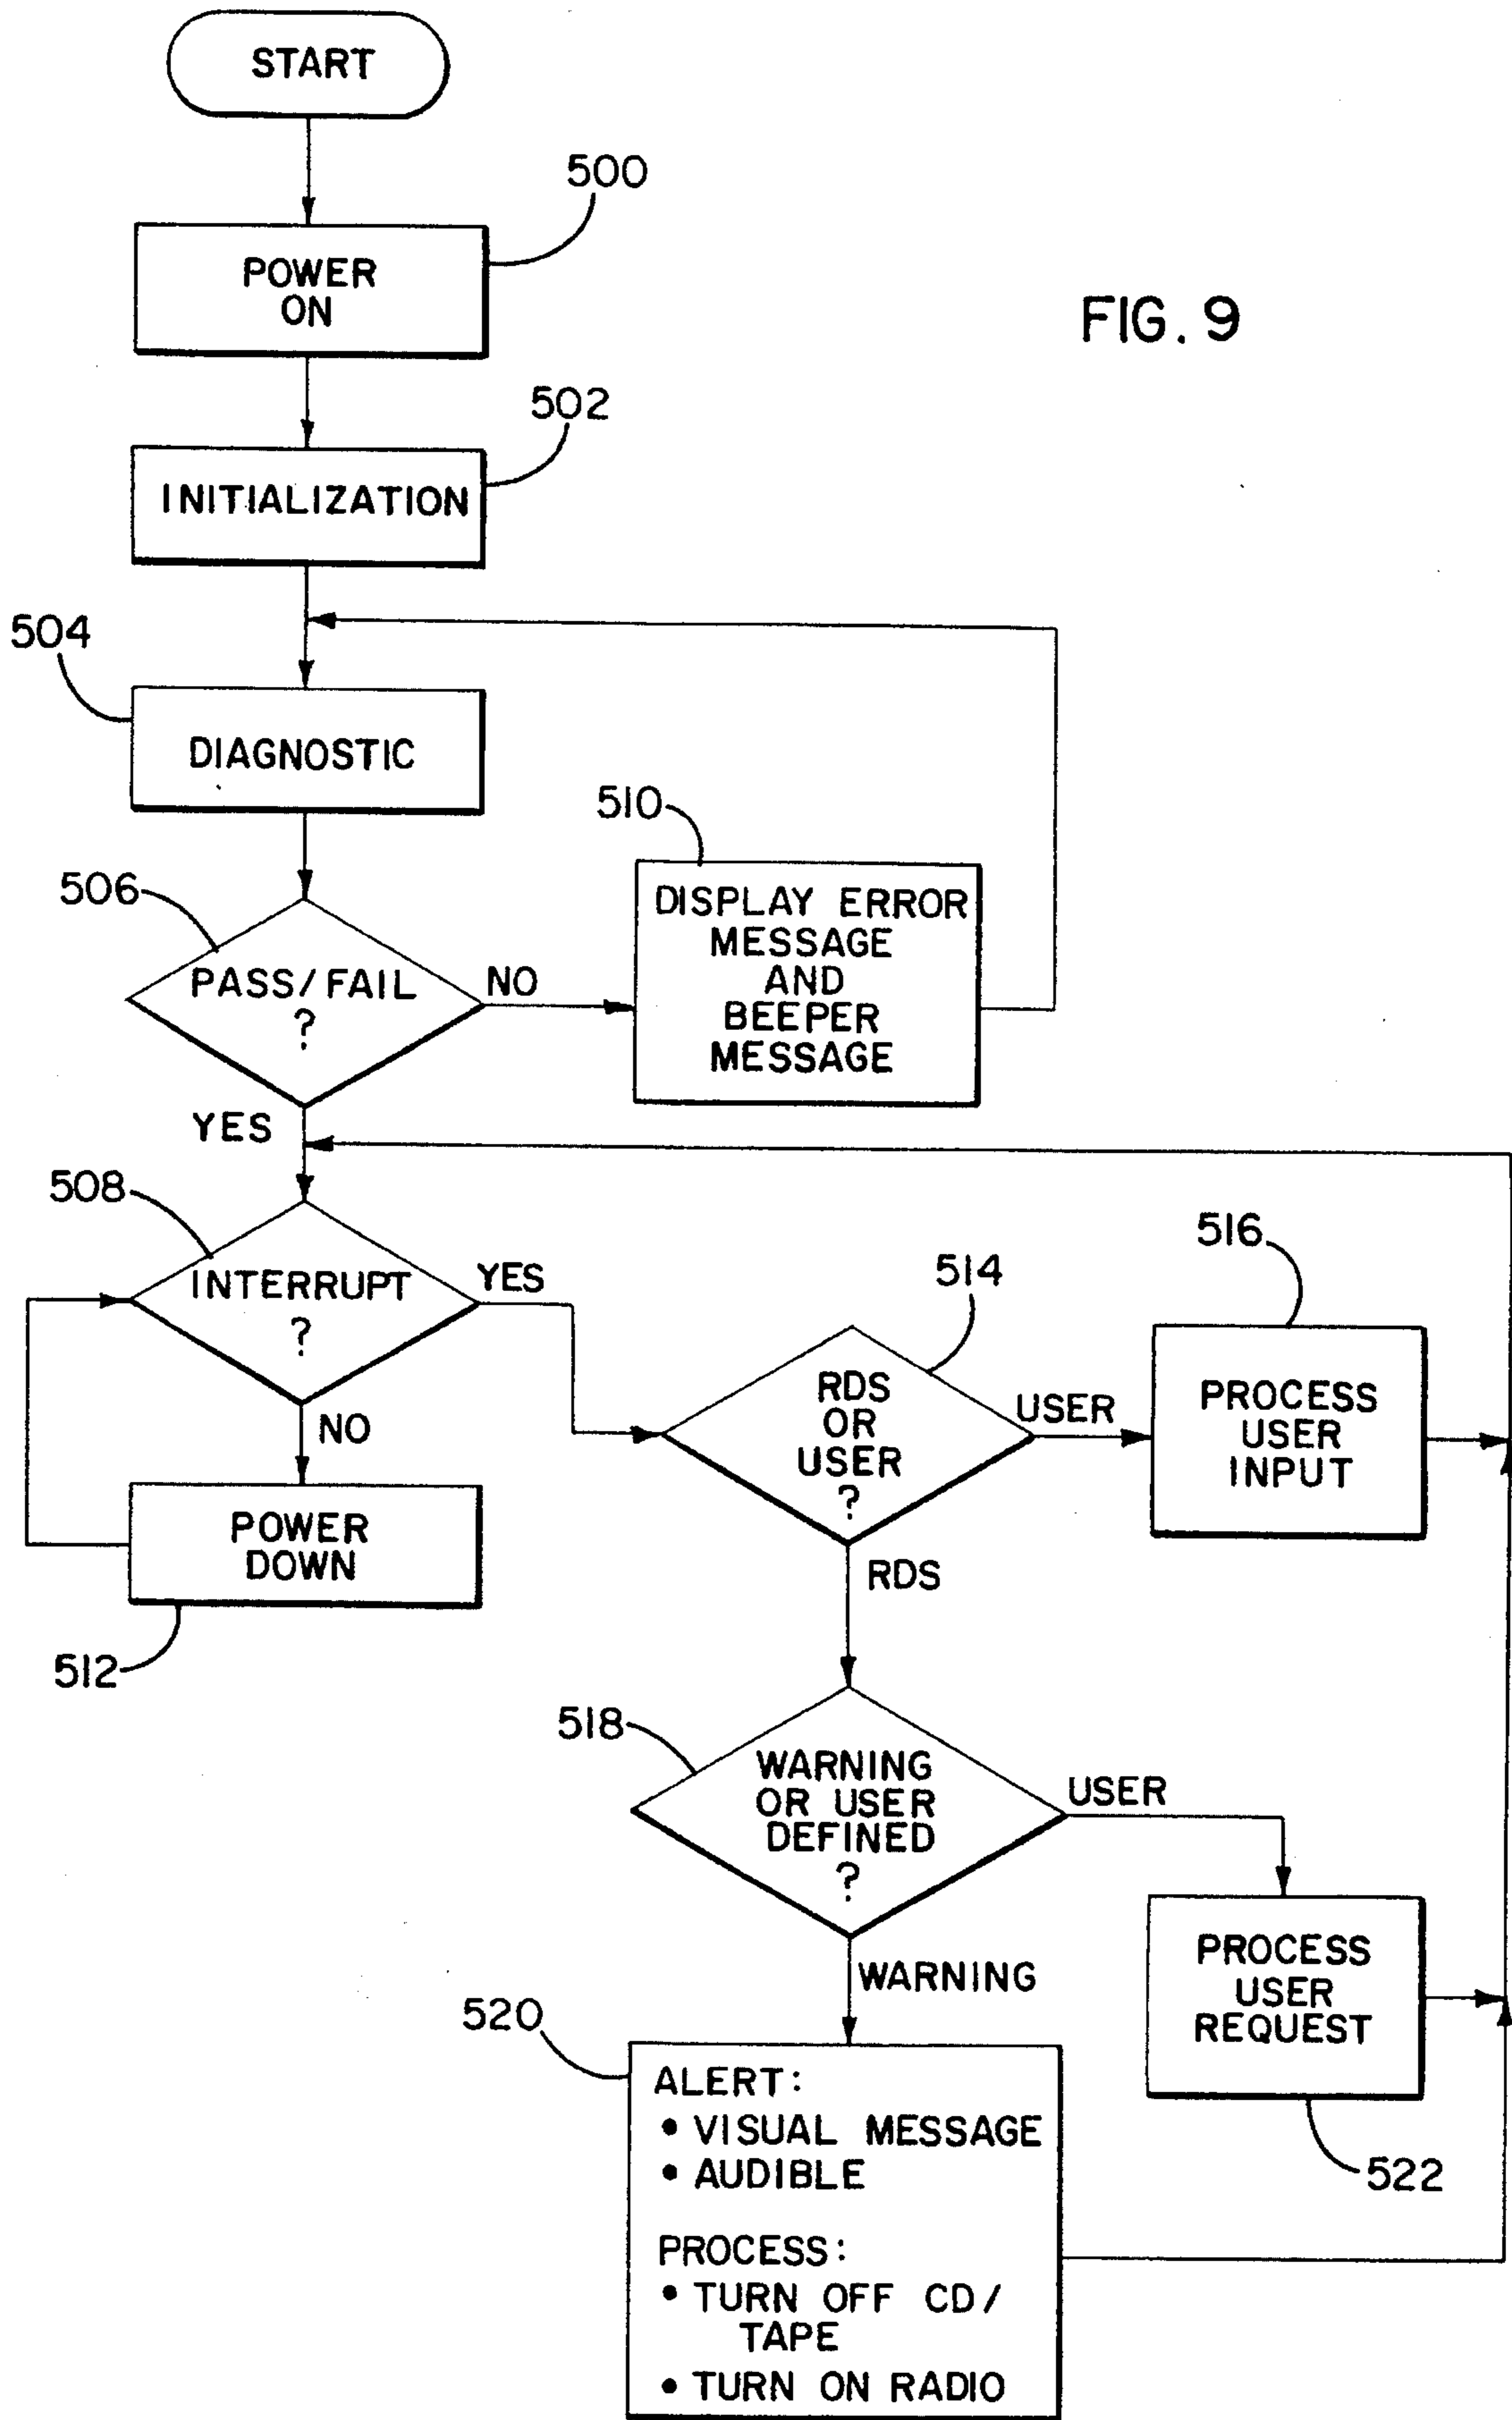 START
500
POWER
ON
FIG. 9
502
INITIALIZATION
504
DIAGNOSTIC
510
DISPLAY ERROR
MESSAGE
AND
BEEPER
MESSAGE
506
PASS/FAIL
?
NO
YES
508
INTERRUPT
?
YES
NO
POWER
DOWN
512
514
RDS
OR
USER
?
USER
516
PROCESS
USER
INPUT
RDS
518
WARNING
OR USER
DEFINED
?
USER
PROCESS
USER
REQUEST
522
WARNING
520
ALERT:
• VISUAL MESSAGE
• AUDIBLE
PROCESS:
• TURN OFF CD/
TAPE
• TURN ON RADIO